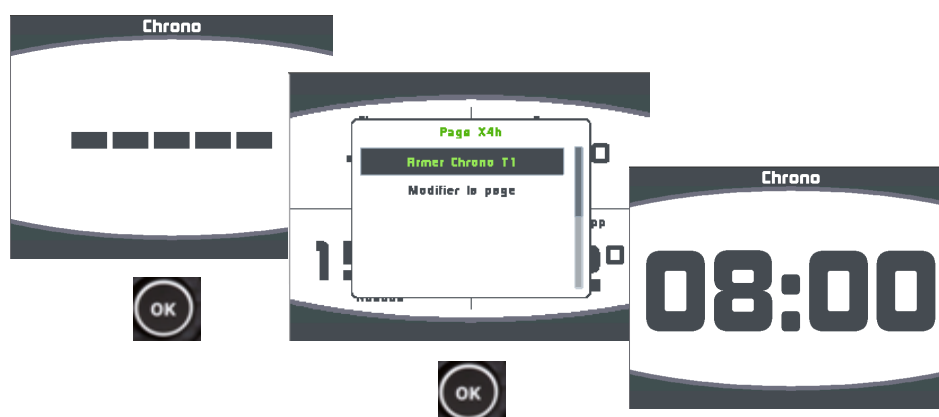 Chrono
OK
Page X4h
Armer Chrono T1
Modifier la page
OK
Chrono
08:00